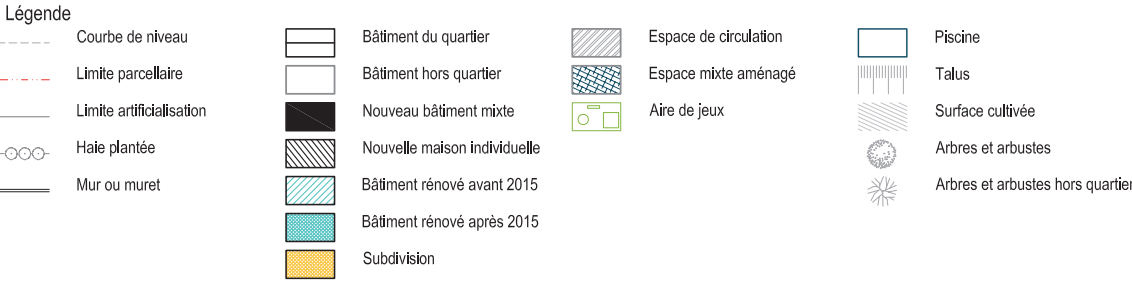 Légende
Courbe de niveau
Limite parcellaire
Limite artificialisation
Haie plantée
Mur ou muret
Bâtiment du quartier
Bâtiment hors quartier
Nouveau bâtiment mixte
Nouvelle maison individuelle
Bâtiment rénové avant 2015
Bâtiment rénové après 2015
Subdivision
Espace de circulation
Espace mixte aménagé
Aire de jeux
Piscine
Talus
Surface cultivée
Arbres et arbustes
Arbres et arbustes hors quartier